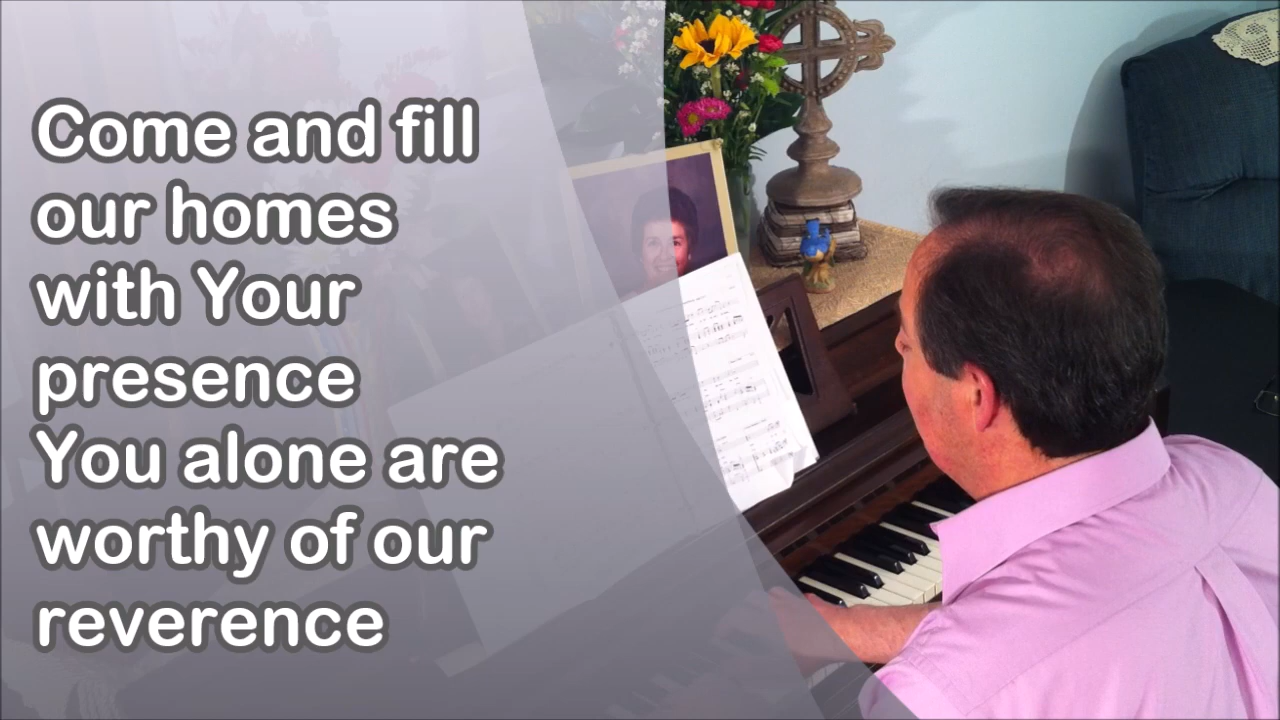 Come and fill
our homes
with Your
presence
You alone are
worthy of our
reverence